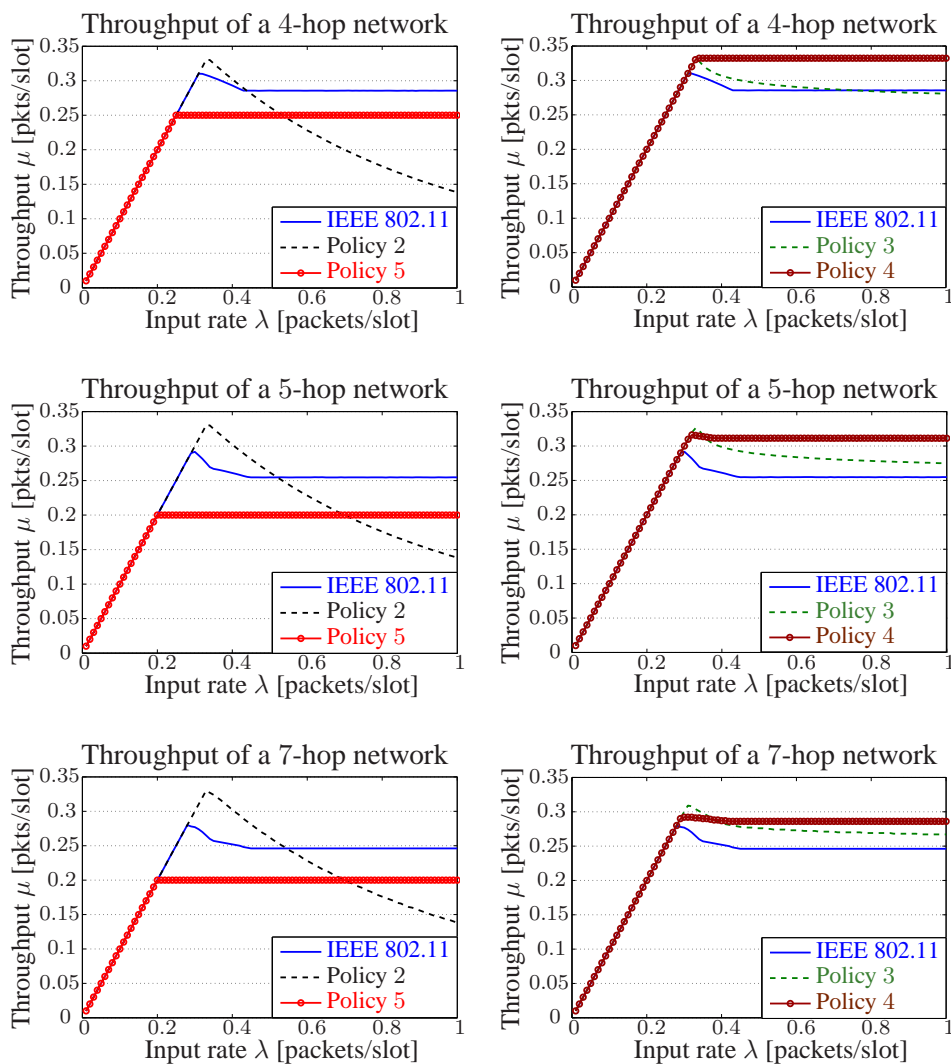 Throughput of a 4-hop network
Throughput μ [pkts/slot]
0.35
0.3
0.25
0.2
0.15
0.1
0.05
0
IEEE 802.11
Policy 2
Policy 5
0 0.2 0.4 0.6 0.8 1
Input rate λ [packets/slot]
Throughput of a 4-hop network
Throughput μ [pkts/slot]
0.35
0.3
0.25
0.2
0.15
0.1
0.05
0
IEEE 802.11
Policy 3
Policy 4
0 0.2 0.4 0.6 0.8 1
Input rate λ [packets/slot]
Throughput of a 5-hop network
Throughput μ [pkts/slot]
0.35
0.3
0.25
0.2
0.15
0.1
0.05
0
IEEE 802.11
Policy 2
Policy 5
0 0.2 0.4 0.6 0.8 1
Input rate λ [packets/slot]
Throughput of a 5-hop network
Throughput μ [pkts/slot]
0.35
0.3
0.25
0.2
0.15
0.1
0.05
0
IEEE 802.11
Policy 3
Policy 4
0 0.2 0.4 0.6 0.8 1
Input rate λ [packets/slot]
Throughput of a 7-hop network
Throughput μ [pkts/slot]
0.35
0.3
0.25
0.2
0.15
0.1
0.05
0
IEEE 802.11
Policy 2
Policy 5
0 0.2 0.4 0.6 0.8 1
Input rate λ [packets/slot]
Throughput of a 7-hop network
Throughput μ [pkts/slot]
0.35
0.3
0.25
0.2
0.15
0.1
0.05
0
IEEE 802.11
Policy 3
Policy 4
0 0.2 0.4 0.6 0.8 1
Input rate λ [packets/slot]